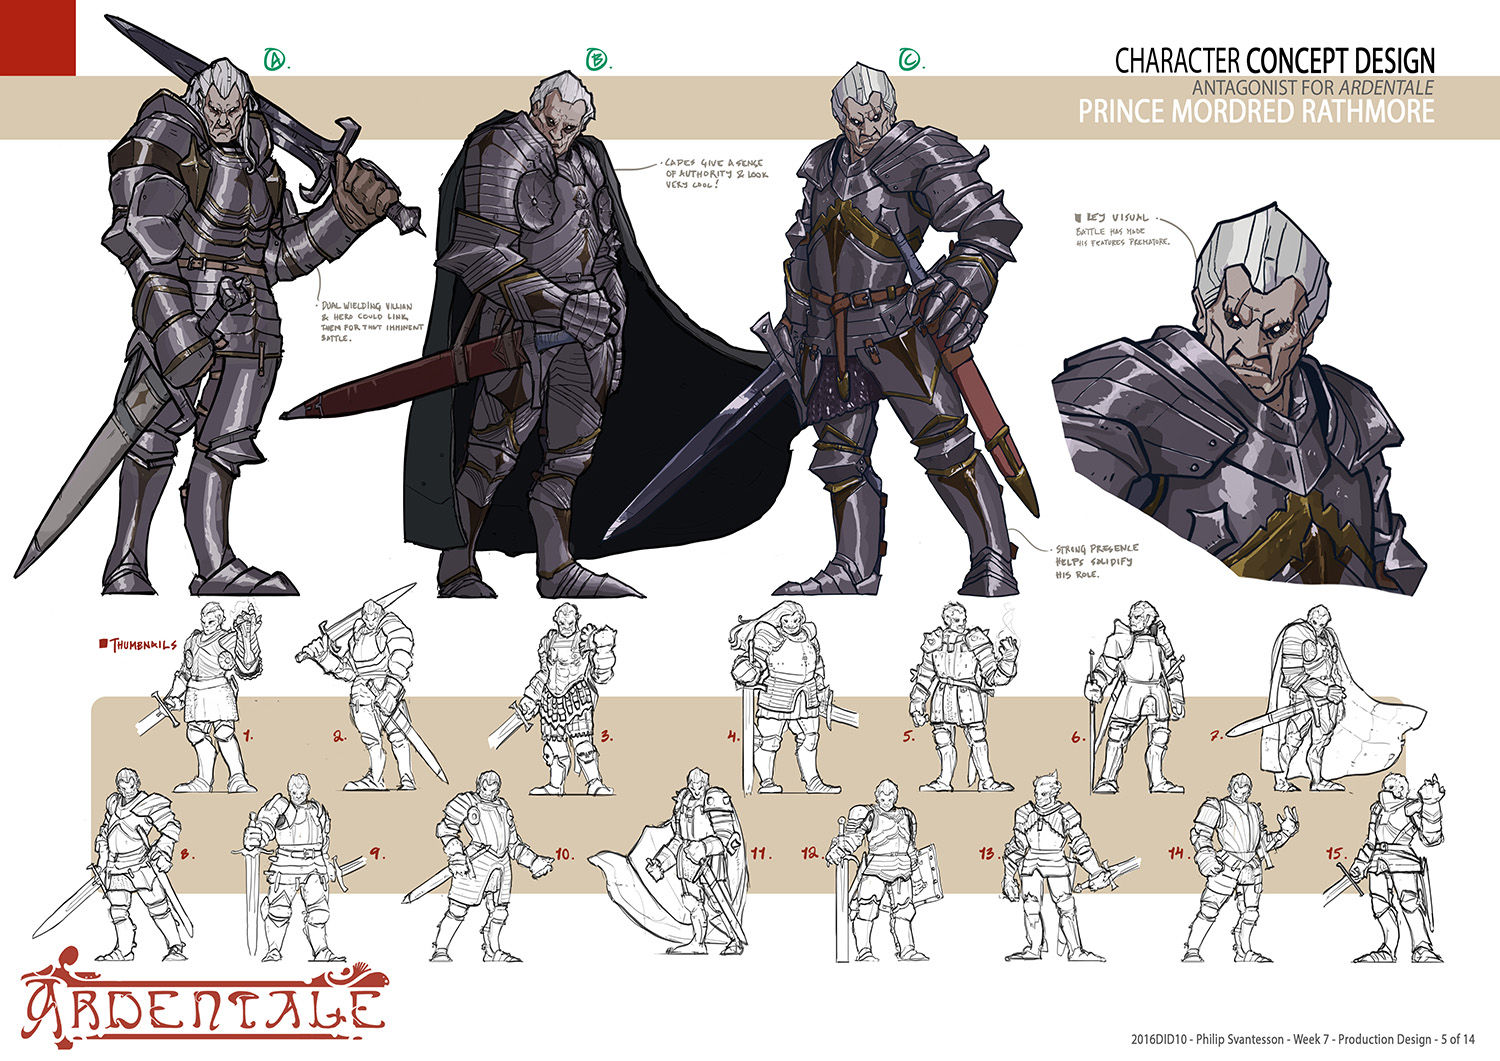 CHARACTER CONCEPT DESIGN
ANTAGONIST FOR ARDENTALE
PRINCE MORDRED RATHMORE
A.
B.
C.
· CAPES GIVE A SENSE
OF AUTHORITY & LOOK
VERY COOL!
· DUAL WIELDING VILLIAN
& HERO COULD LINK
THEM FOR THAT IMMINENT
BATTLE.
KEY VISUAL ·
BATTLE HAS MADE
HIS FEATURES PREMATURE.
· STRONG PRESENCE
HELPS SOLIDIFY
HIS ROLE.
THUMBNAILS
1.
2.
3.
4.
5.
6.
7.
8.
9.
10.
11.
12.
13.
14.
15.
ARDENTALE
2016DID10 - Philip Svantesson - Week 7 - Production Design - 5 of 14